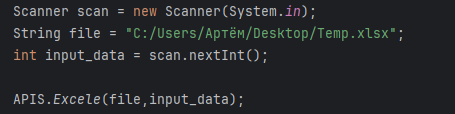 Scanner scan = new Scanner(System.in);
String file = "C:/Users/Артём/Desktop/Temp.xlsx";
int input_data = scan.nextInt();
APIS.Excele(file,input_data);